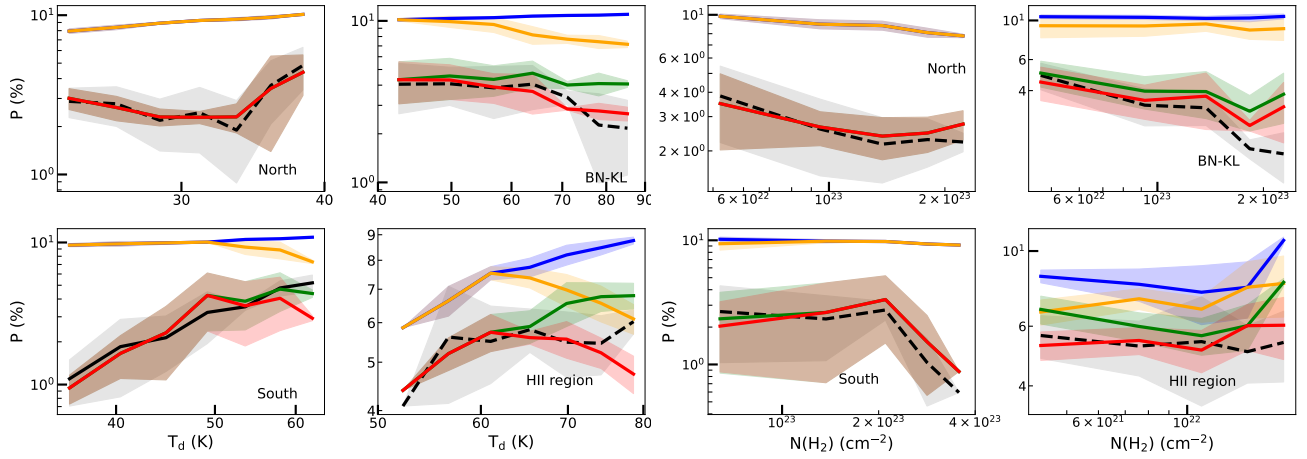 10¹
10⁰
P (%)
30
40
North
10¹
10⁰
40
50
60
70
80
90
BN-KL
6 × 10⁰
4 × 10⁰
3 × 10⁰
2 × 10⁰
6 × 10²²
10²³
2 × 10²³
North
10¹
6
4
6 × 10²²
10²³
2 × 10²³
BN-KL
10¹
10⁰
P (%)
40
50
60
T_d (K)
South
9
8
7
6
5
4
50
60
70
80
T_d (K)
HII region
10¹
10⁰
P (%)
10²³
2 × 10²³
4 × 10²³
N(H₂) (cm⁻²)
South
10¹
6
4
6 × 10²¹
10²²
N(H₂) (cm⁻²)
HII region